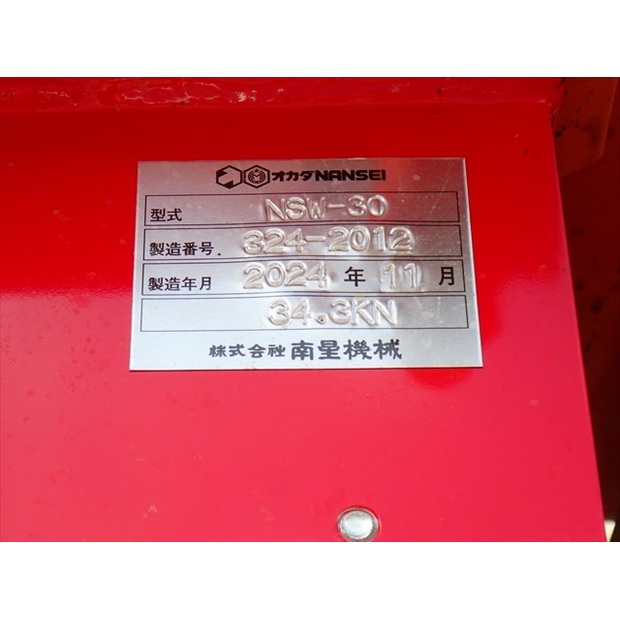 オカダNANSEI
型式 NSW-30
製造番号. 324-2012
製造年月 2024 年 11 月
34.3KN
株式会社 南星機械